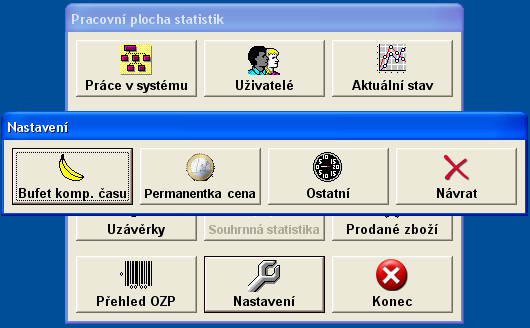 Pracovní plocha statistik
Práce v systému
Uživatelé
Aktuální stav
Nastavení
Bufet komp. času
Permanentka cena
Ostatní
Návrat
Uzávěrky
Souhrnná statistika
Prodané zboží
Přehled OZP
Nastavení
Konec